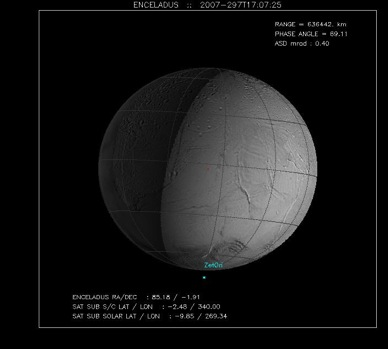 ENCELADUS :: 2007-297T17:07:25
RANGE = 636442. km
PHASE ANGLE = 69.11
ASD mrad : 0.40
ENCELADUS RA/DEC : 85.18 / -1.91
SAT SUB S/C LAT / LON : -2.48 / 340.00
SAT SUB SOLAR LAT / LON : -9.85 / 269.34